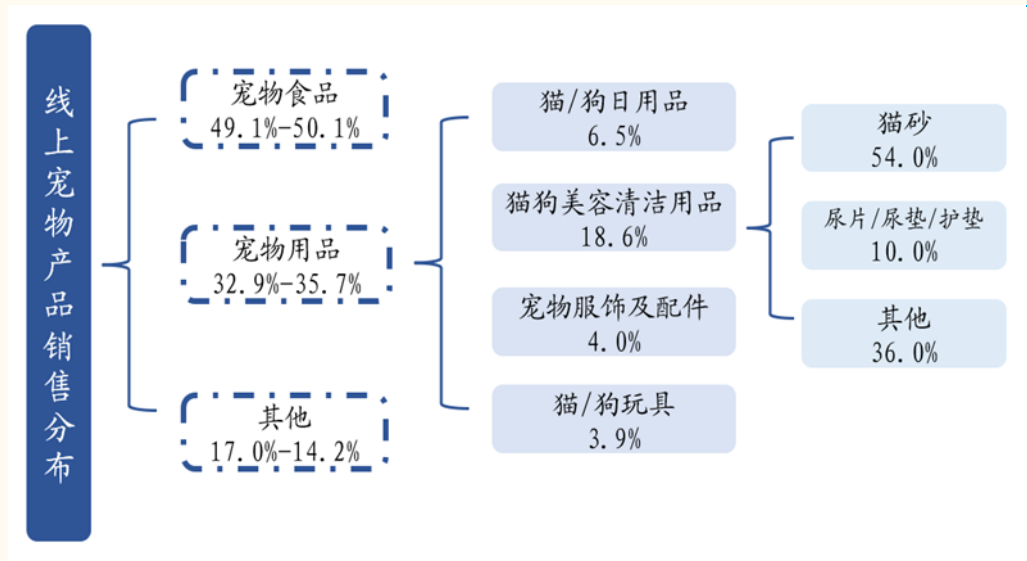 线上宠物产品销售分布
宠物食品
49.1%-50.1%
宠物用品
32.9%-35.7%
其他
17.0%-14.2%
猫/狗日用品
6.5%
猫狗美容清洁用品
18.6%
宠物服饰及配件
4.0%
猫/狗玩具
3.9%
猫砂
54.0%
尿片/尿垫/护垫
10.0%
其他
36.0%